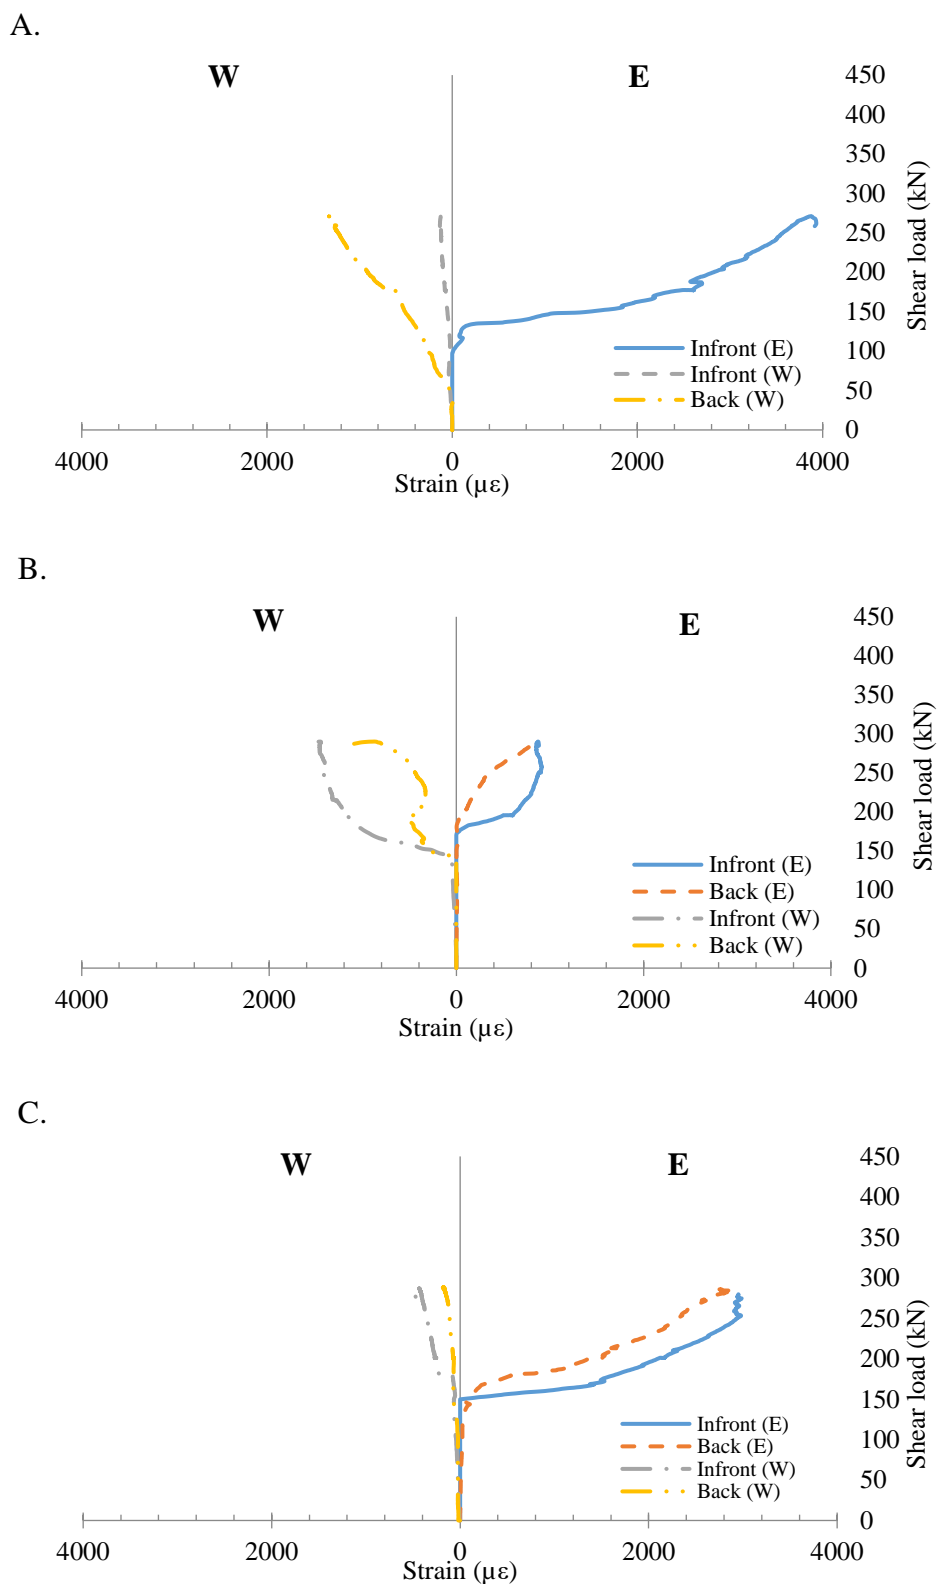 A.
W E
450
400
350
300
250
200
150
100
50
0
Shear load (kN)
Infront (E)
Infront (W)
Back (W)
4000 2000 0 2000 4000
Strain (µε)
B.
W E
450
400
350
300
250
200
150
100
50
0
Shear load (kN)
Infront (E)
Back (E)
Infront (W)
Back (W)
4000 2000 0 2000 4000
Strain (µε)
C.
W E
450
400
350
300
250
200
150
100
50
0
Shear load (kN)
Infront (E)
Back (E)
Infront (W)
Back (W)
4000 2000 0 2000 4000
Strain (µε)